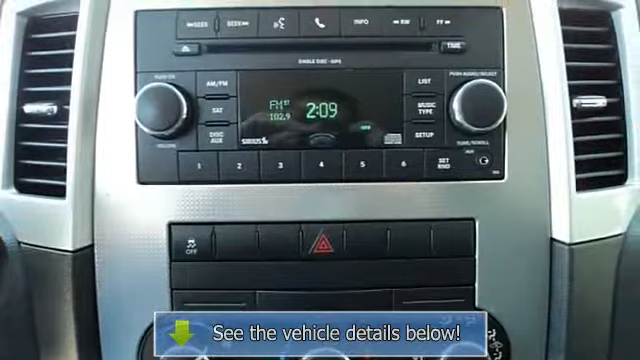 SEEK SEEK INFO RW FF
SINGLE DISC - MP3 TIME
PUSH ON AM/FM LIST PUSH AUDIO/SELECT
SAT FM ST 102.9 2:09 MUSIC TYPE
DISC AUX SIRIUS SETUP
VOLUME TUNE/SCROLL
1 2 3 4 5 6 SET RND AUX
OFF
See the vehicle details below!